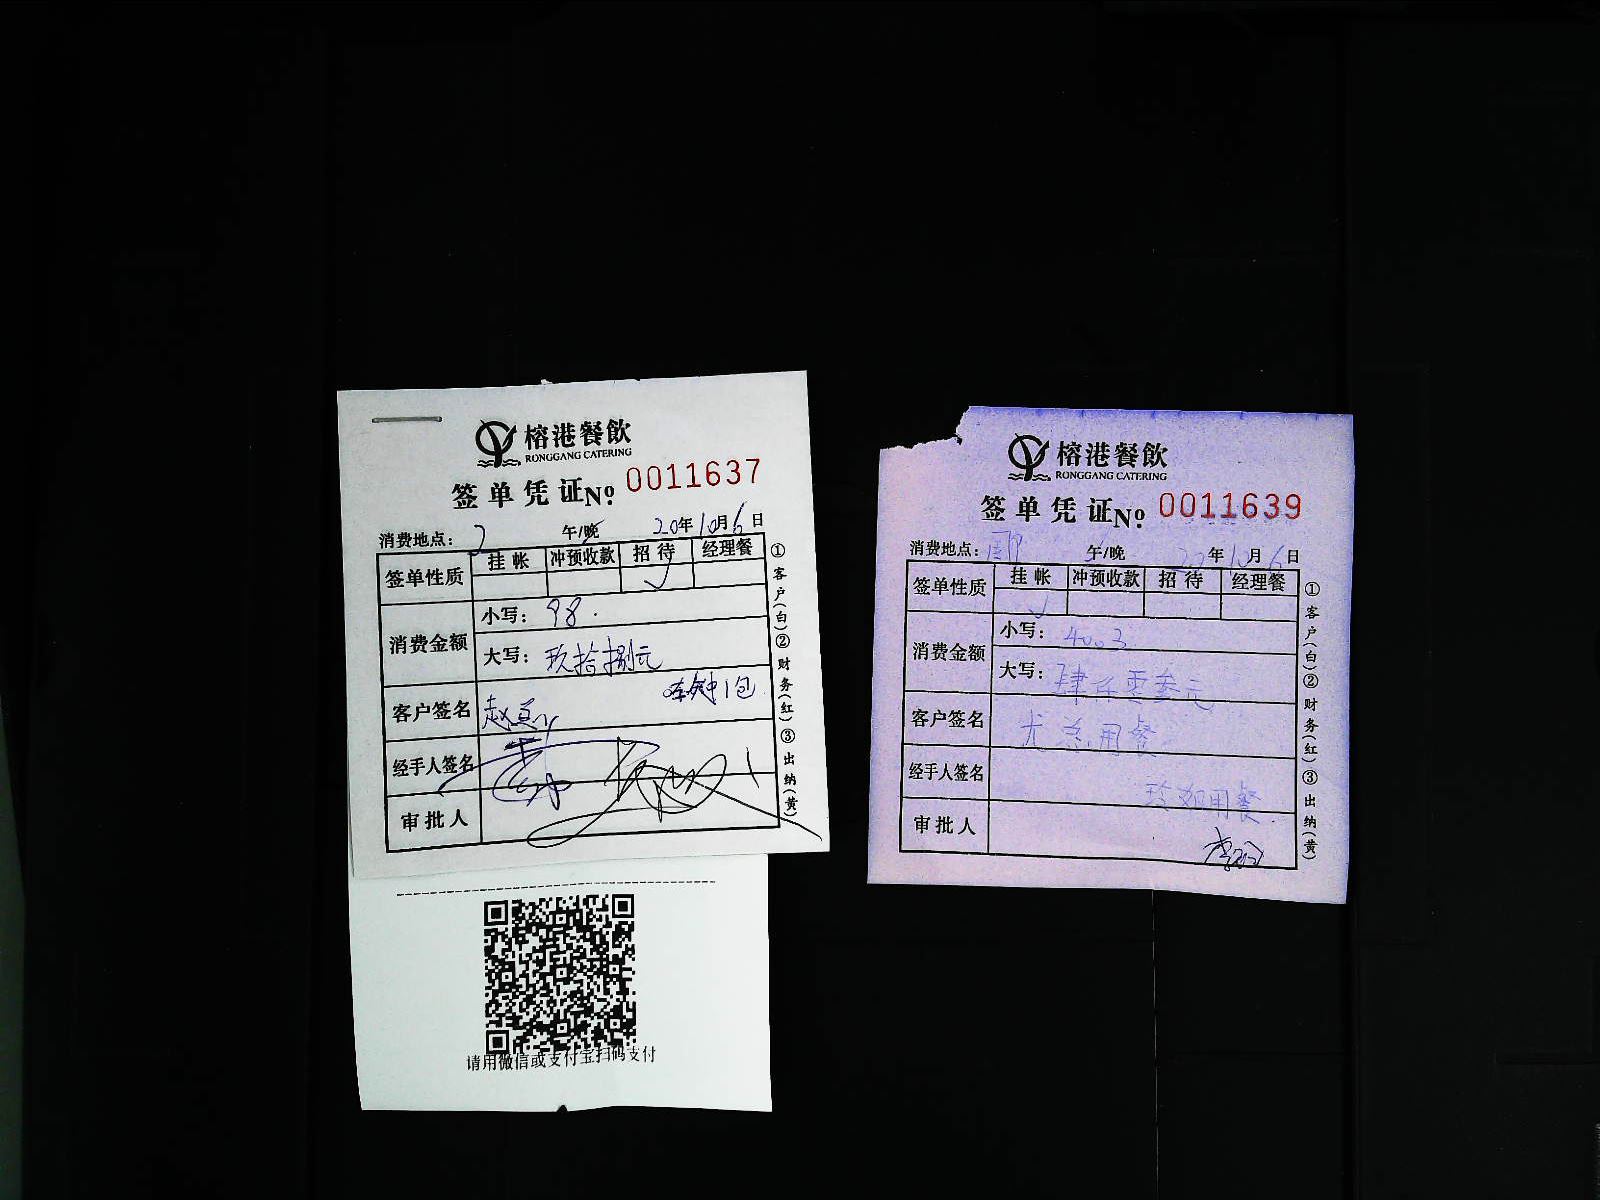 榕港餐飲
RONGGANG CATERING
签单凭证No 0011637
消费地点：2 午/晚 20年10月6日
签单性质 挂帐 冲预收款 招待 经理餐
√
消费金额 小写：98.
大写：玖拾捌元
客户签名
经手人签名
审批人
①客户(白)②财务(红)③出纳(黄)
请用微信或支付宝扫码支付
榕港餐飲
RONGGANG CATERING
签单凭证No 0011639
消费地点： 午/晚 年10月6日
签单性质 挂帐 冲预收款 招待 经理餐
√
消费金额 小写：4003
大写：肆仟零叁元
客户签名 尤总用餐
经手人签名
用餐
审批人
①客户(白)②财务(红)③出纳(黄)